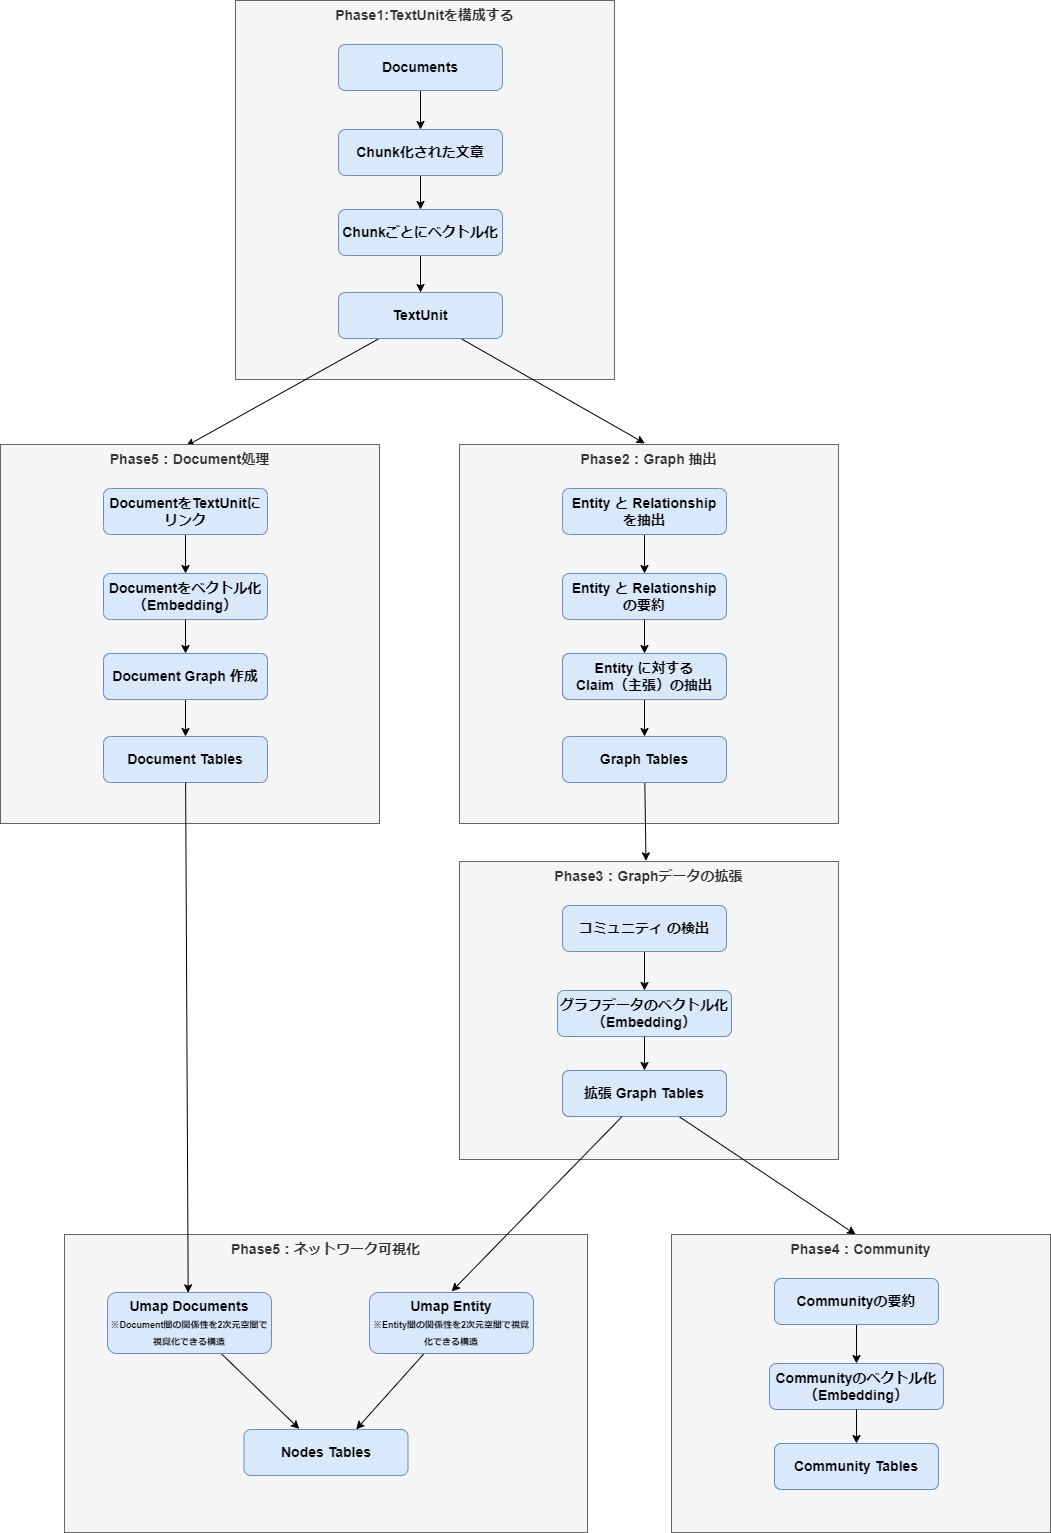 Phase1:TextUnitを構成する
Documents
Chunk化された文章
Chunkごとにベクトル化
TextUnit
Phase5：Document処理
DocumentをTextUnitに
リンク
Documentをベクトル化
（Embedding）
Document Graph 作成
Document Tables
Phase2：Graph 抽出
Entity と Relationship
を抽出
Entity と Relationship
の要約
Entity に対する
Claim（主張）の抽出
Graph Tables
Phase3：Graphデータの拡張
コミュニティ の検出
グラフデータのベクトル化
（Embedding）
拡張 Graph Tables
Phase5：ネットワーク可視化
Umap Documents
※Document間の関係性を2次元空間で
視覚化できる構造
Umap Entity
※Entity間の関係性を2次元空間で視覚
化できる構造
Nodes Tables
Phase4：Community
Communityの要約
Communityのベクトル化
（Embedding）
Community Tables